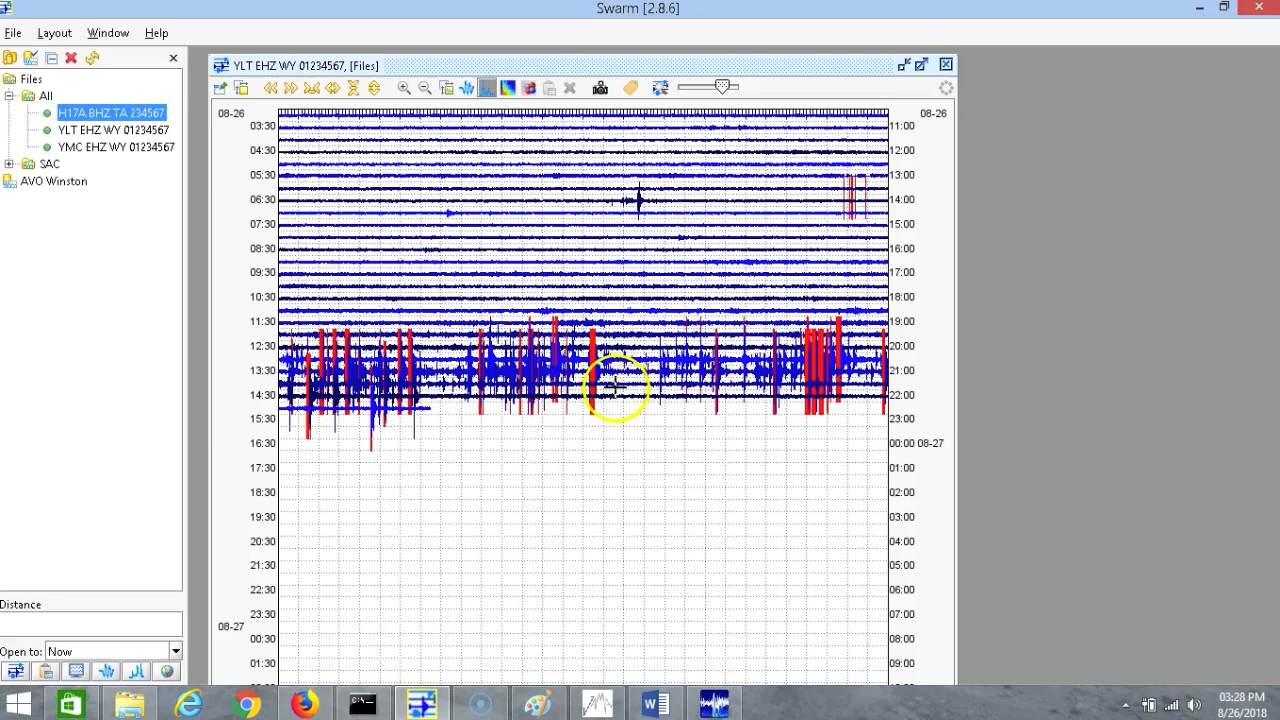 Swarm [2.8.6]
File Layout Window Help
Files
All
H17A BHZ TA 234567
YLT EHZ WY 01234567
YMC EHZ WY 01234567
SAC
AVO Winston
Distance
Open to: Now
YLT EHZ WY 01234567, [Files]
08-26 08-26
03:30 11:00
04:30 12:00
05:30 13:00
06:30 14:00
07:30 15:00
08:30 16:00
09:30 17:00
10:30 18:00
11:30 19:00
12:30 20:00
13:30 21:00
14:30 22:00
15:30 23:00
16:30 00:00 08-27
17:30 01:00
18:30 02:00
19:30 03:00
20:30 04:00
21:30 05:00
22:30 06:00
23:30 07:00
08-27
00:30 08:00
01:30 09:00
03:28 PM
8/26/2018